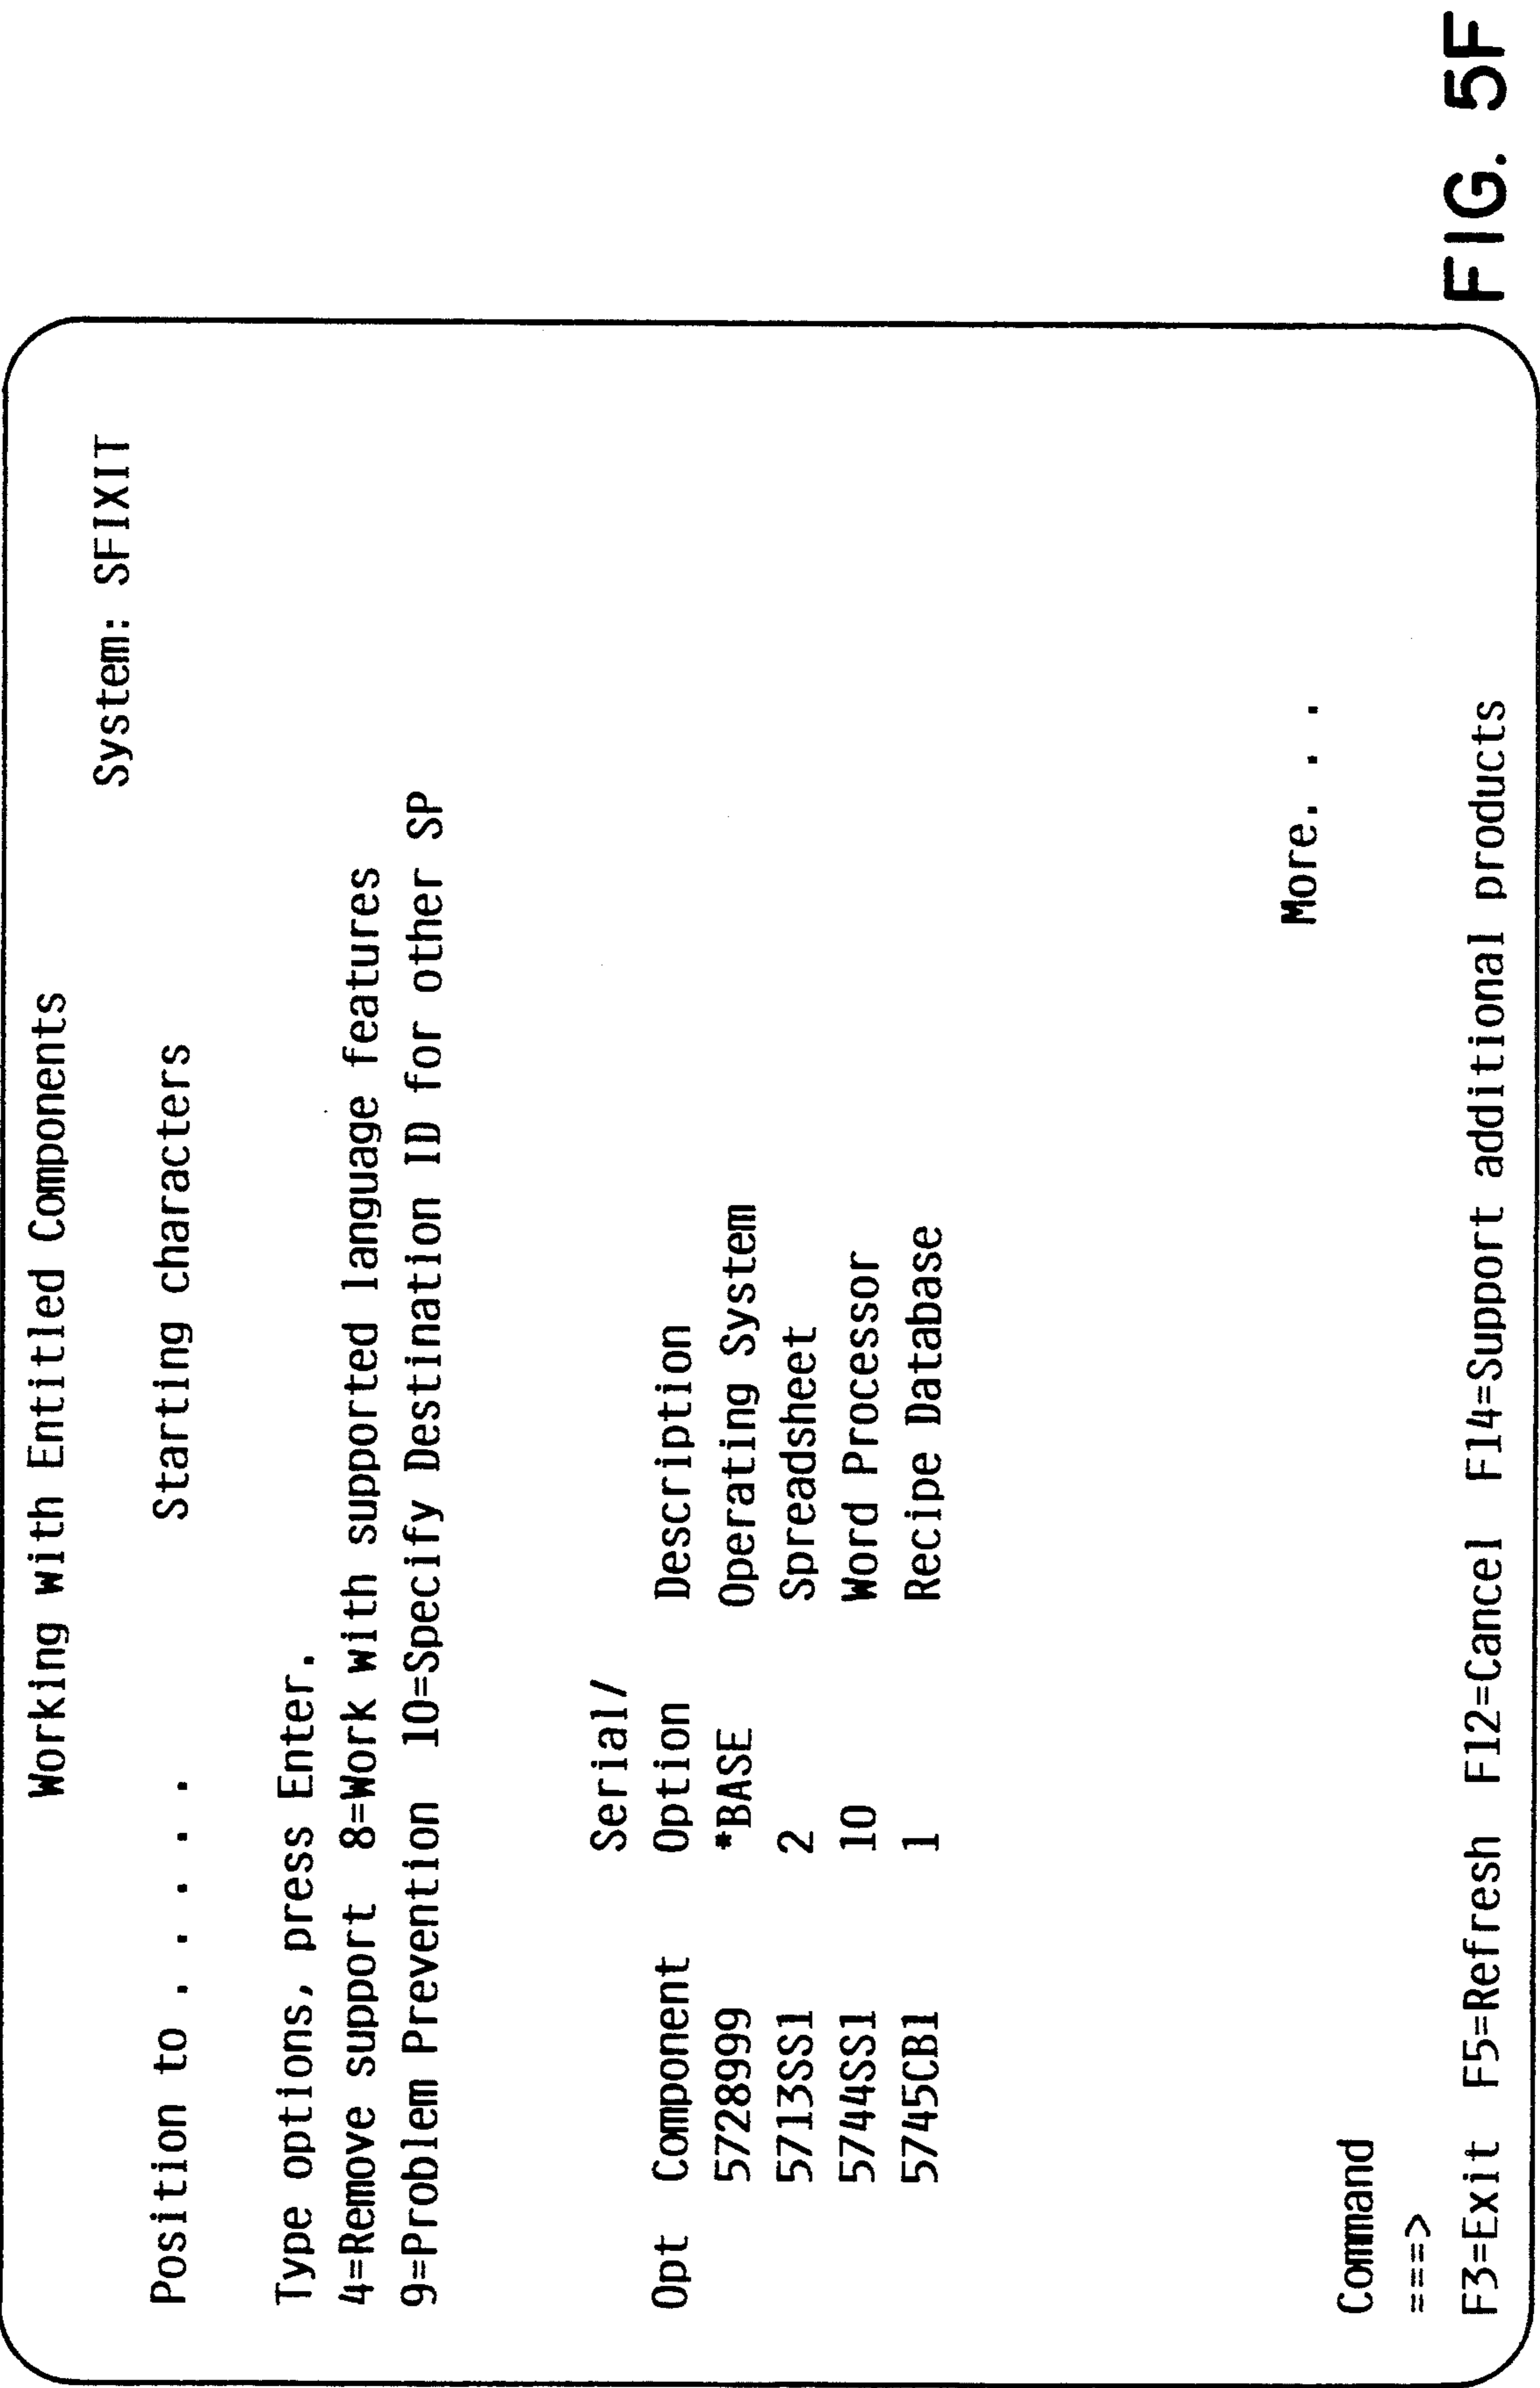 Working with Entitled Components
System: SFIXIT
Position to . . . . . Starting characters
Type options, press Enter.
4=Remove support 8=Work with supported language features
9=Problem Prevention 10=Specify Destination ID for other SP
Serial/
Opt Component Option Description
5728999 *BASE Operating System
5713SS1 2 Spreadsheet
5744SS1 10 Word Processor
5745CB1 1 Recipe Database
More. . .
Command
===>
F3=Exit F5=Refresh F12=Cancel F14=Support additional products
FIG. 5F